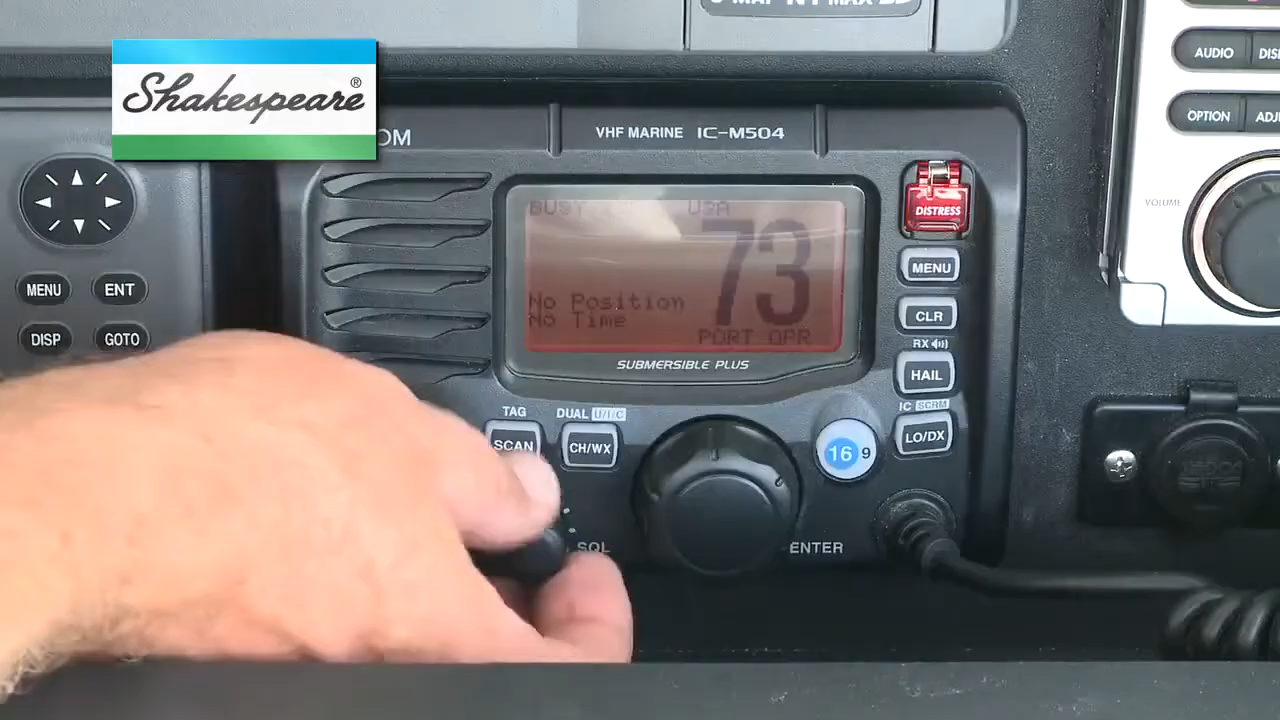 Shakespeare®
OM
VHF MARINE IC-M504
AUDIO
OPTION
VOLUME
DISTRESS
MENU
CLR
RX
HAIL
IC SCRM
LO/DX
BUSY
USA
73
No Position
No Time
PORT OPR
SUBMERSIBLE PLUS
MENU ENT
DISP GOTO
TAG
SCAN
DUAL U/I/C
CH/WX
16 9
SQL
ENTER